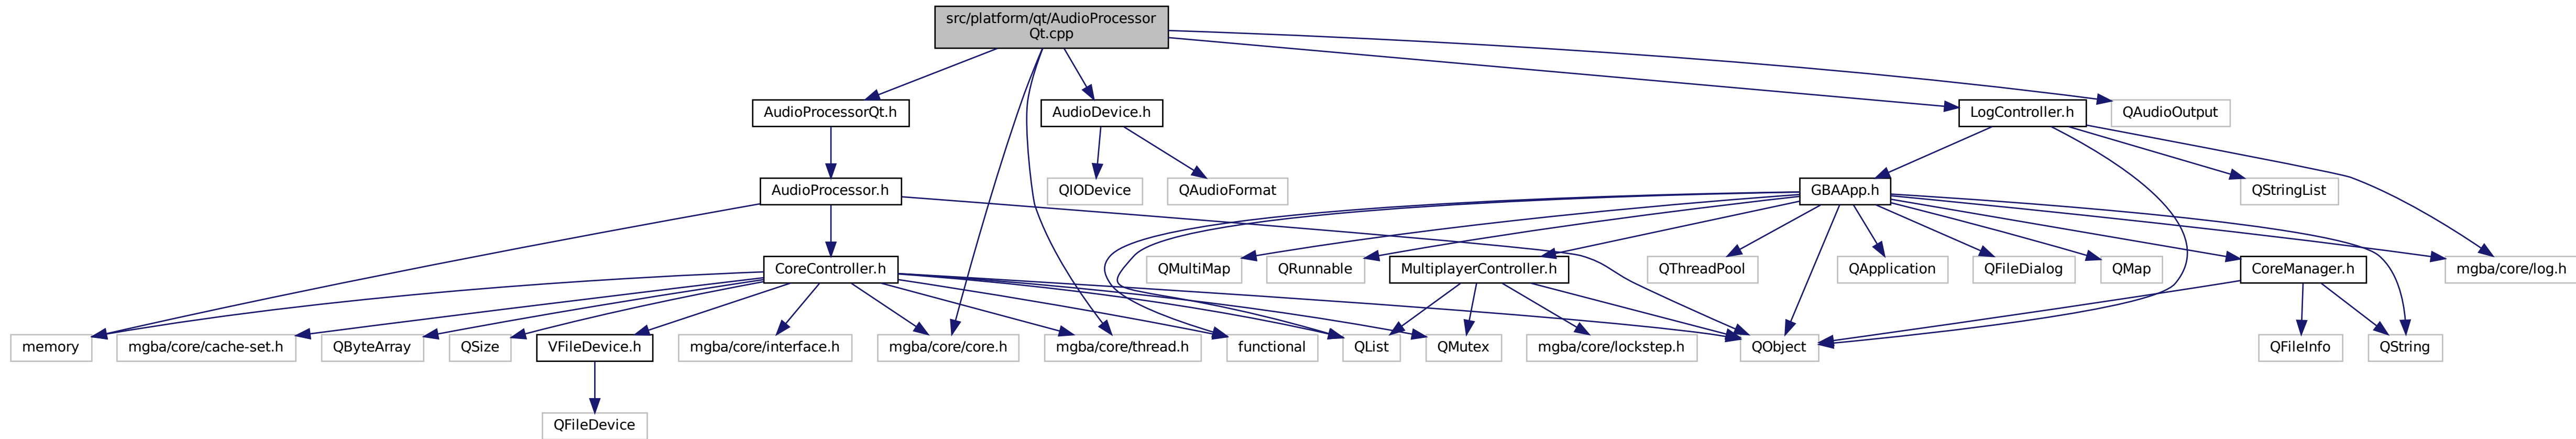 src/platform/qt/AudioProcessor
Qt.cpp
AudioProcessorQt.h
AudioDevice.h
LogController.h
QAudioOutput
AudioProcessor.h
QIODevice
QAudioFormat
GBAApp.h
QStringList
CoreController.h
QMultiMap
QRunnable
MultiplayerController.h
QThreadPool
QApplication
QFileDialog
QMap
CoreManager.h
mgba/core/log.h
memory
mgba/core/cache-set.h
QByteArray
QSize
VFileDevice.h
mgba/core/interface.h
mgba/core/core.h
mgba/core/thread.h
functional
QList
QMutex
mgba/core/lockstep.h
QObject
QFileInfo
QString
QFileDevice